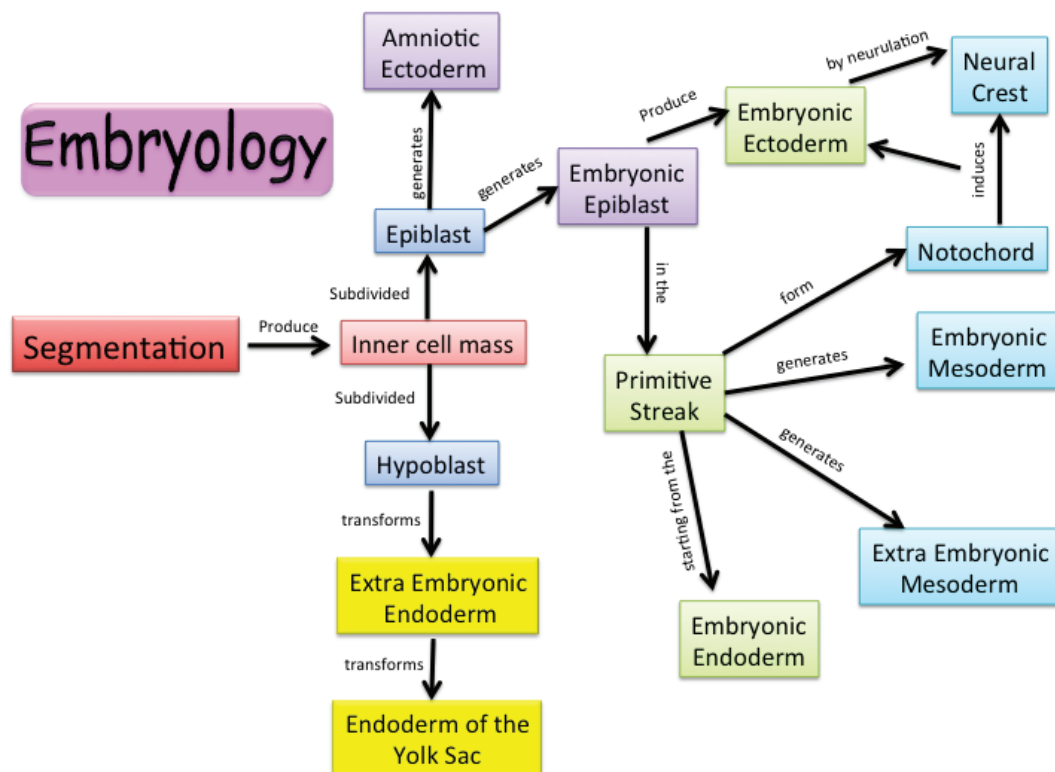 Embryology
Amniotic
Ectoderm
generates
Epiblast
generates
Embryonic
Epiblast
Produce
Embryonic
Ectoderm
by neurulation
Neural
Crest
induces
Notochord
in the
form
Subdivided
Segmentation
Produce
Inner cell mass
Subdivided
Primitive
Streak
generates
Embryonic
Mesoderm
generates
Extra Embryonic
Mesoderm
starting from the
Embryonic
Endoderm
Hypoblast
transforms
Extra Embryonic
Endoderm
transforms
Endoderm of the
Yolk Sac